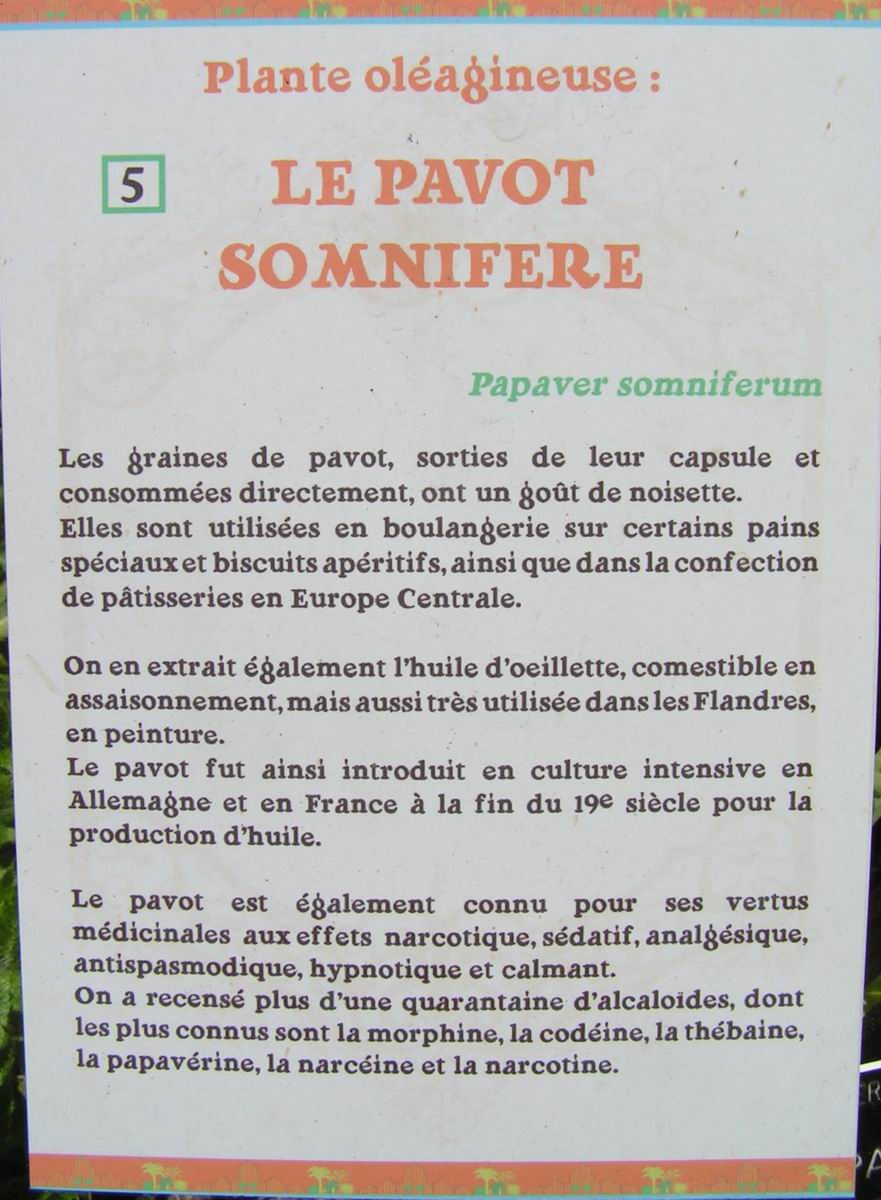 Plante oléagineuse :
5
LE PAVOT
SOMNIFERE
Papaver somniferum
Les graines de pavot, sorties de leur capsule et
consommées directement, ont un goût de noisette.
Elles sont utilisées en boulangerie sur certains pains
spéciaux et biscuits apéritifs, ainsi que dans la confection
de pâtisseries en Europe Centrale.
On en extrait également l'huile d'oeillette, comestible en
assaisonnement, mais aussi très utilisée dans les Flandres,
en peinture.
Le pavot fut ainsi introduit en culture intensive en
Allemagne et en France à la fin du 19e siècle pour la
production d'huile.
Le pavot est également connu pour ses vertus
médicinales aux effets narcotique, sédatif, analgésique,
antispasmodique, hypnotique et calmant.
On a recensé plus d'une quarantaine d'alcaloïdes, dont
les plus connus sont la morphine, la codéine, la thébaine,
la papavérine, la narcéine et la narcotine.